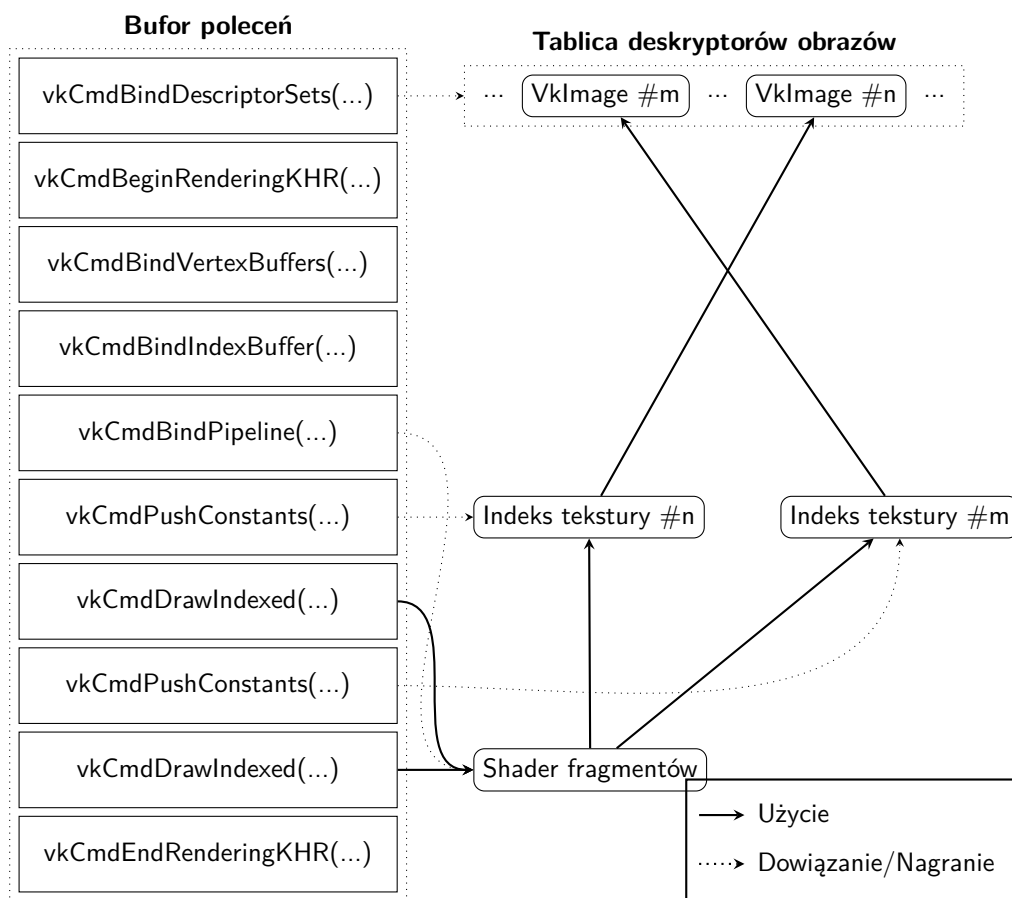 Bufor poleceń
vkCmdBindDescriptorSets(...)
vkCmdBeginRenderingKHR(...)
vkCmdBindVertexBuffers(...)
vkCmdBindIndexBuffer(...)
vkCmdBindPipeline(...)
vkCmdPushConstants(...)
vkCmdDrawIndexed(...)
vkCmdPushConstants(...)
vkCmdDrawIndexed(...)
vkCmdEndRenderingKHR(...)
Tablica deskryptorów obrazów
... VkImage #m ... VkImage #n ...
Indeks tekstury #n
Indeks tekstury #m
Shader fragmentów
Użycie
Dowiązanie/Nagranie